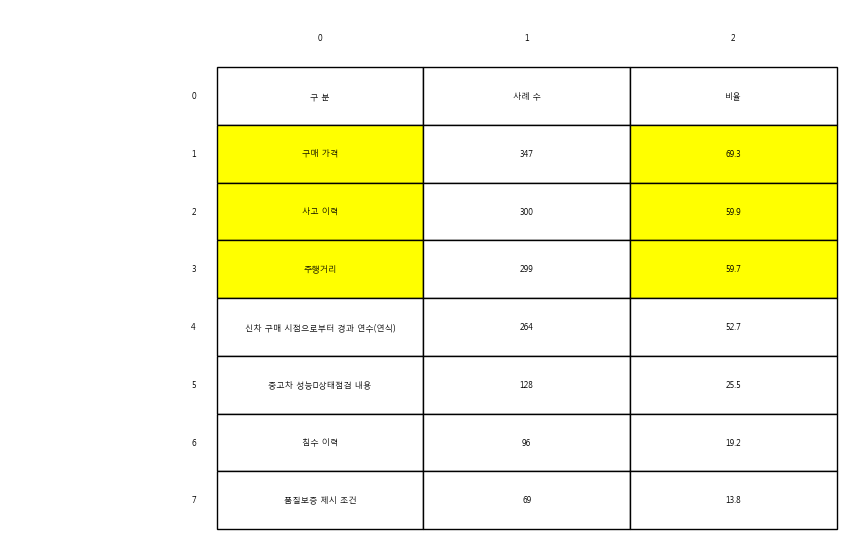 0 1 2
0 구 분 사례 수 비율
1 구매 가격 347 69.3
2 사고 이력 300 59.9
3 주행거리 299 59.7
4 신차 구매 시점으로부터 경과 연수(연식) 264 52.7
5 중고차 성능▯상태점검 내용 128 25.5
6 침수 이력 96 19.2
7 품질보증 제시 조건 69 13.8